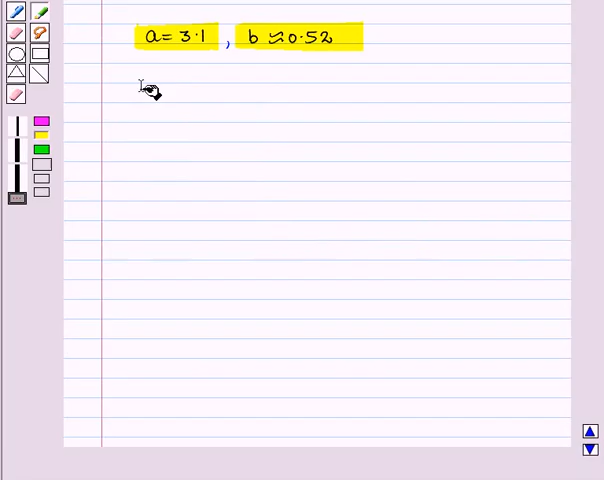 a = 3·1 , b ≈ 0·52